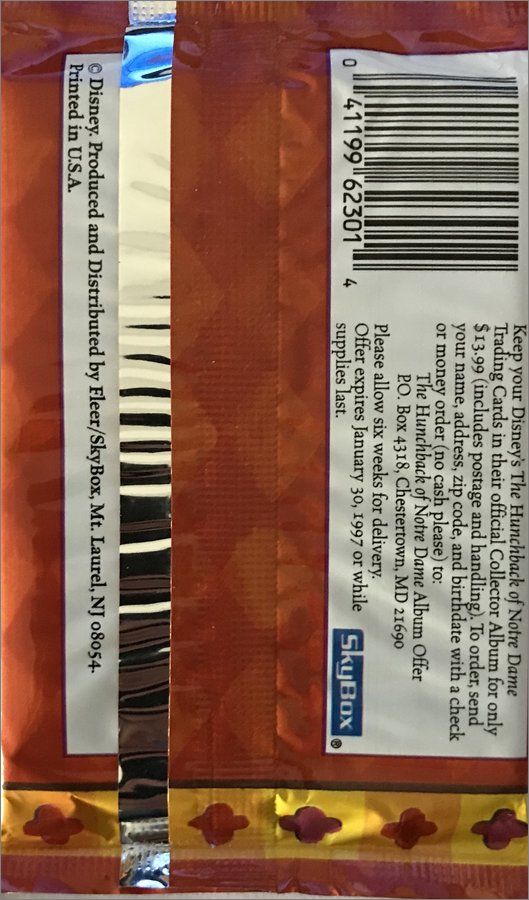 Keep your Disney's The Hunchback of Notre Dame
Trading Cards in their official Collector Album for only
$13.99 (includes postage and handling). To order, send
your name, address, zip code, and birthdate with a check
or money order (no cash please) to:
The Hunchback of Notre Dame Album Offer
P.O. Box 4318, Chestertown, MD 21690
Please allow six weeks for delivery.
Offer expires January 30, 1997 or while
supplies last.
SkyBox®
0 41199 62301 4
© Disney. Produced and Distributed by Fleer/SkyBox, Mt. Laurel, NJ 08054.
Printed in U.S.A.